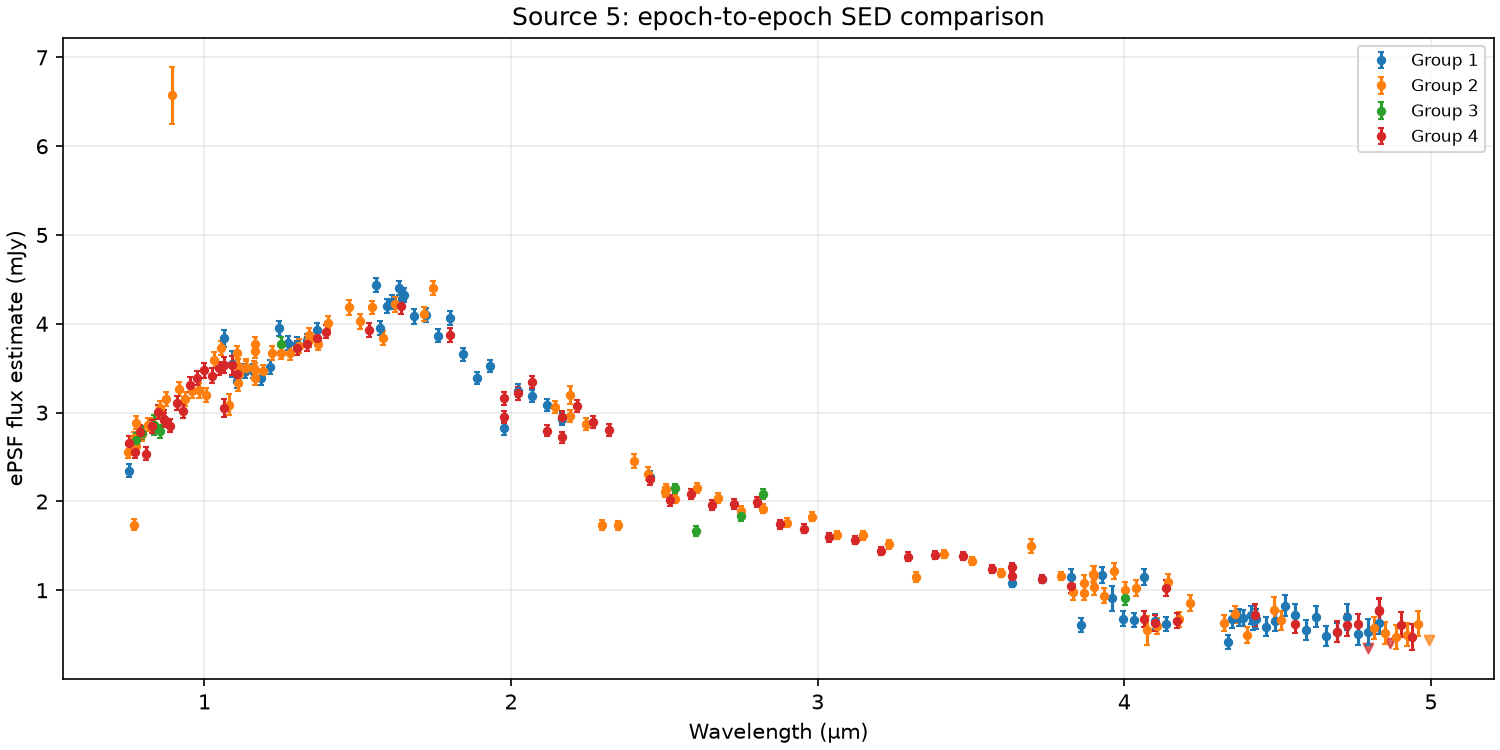 Source 5: epoch-to-epoch SED comparison
7
6
5
4
3
2
1
ePSF flux estimate (mJy)
Group 1
Group 2
Group 3
Group 4
1
2
3
4
5
Wavelength (μm)